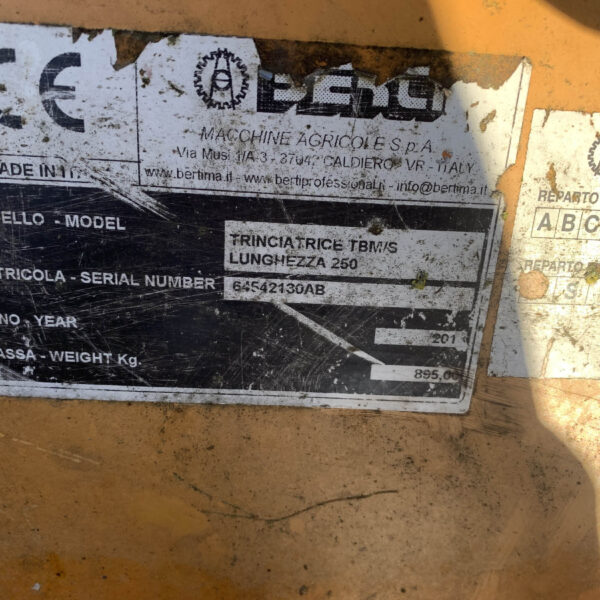 CE
BERTI
MACCHINE AGRICOLE S.p.A.
Via Musi 1/A-3 - 37042 CALDIERO - VR - ITALY
www.bertima.it - www.bertiprofessional.it - info@bertima.it
ADE IN IT
ELLO - MODEL
TRINCIATRICE TBM/S
LUNGHEZZA 250
TRICOLA - SERIAL NUMBER
64542130AB
NO - YEAR
201
ASSA - WEIGHT Kg.
895,00
REPARTO
A B C
REPARTO
S